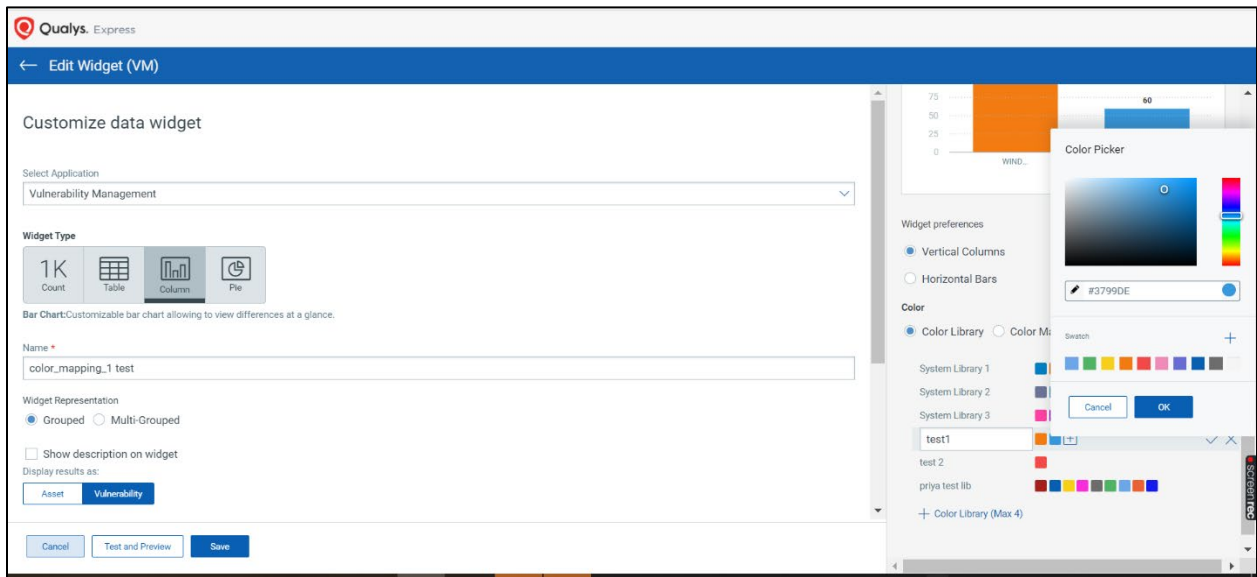 Qualys. Express
← Edit Widget (VM)
Customize data widget
Select Application
Vulnerability Management
Widget Type
1K
Count
Table
Column
Pie
Bar Chart:Customizable bar chart allowing to view differences at a glance.
Name *
color_mapping_1 test
Widget Representation
Grouped
Multi-Grouped
Show description on widget
Display results as:
Asset
Vulnerability
Cancel
Test and Preview
Save
75
50
25
0
60
WIND...
Widget preferences
Vertical Columns
Horizontal Bars
Color
Color Library
Color Ma
System Library 1
System Library 2
System Library 3
test1
test 2
priya test lib
+ Color Library (Max 4)
Color Picker
#3799DE
Swatch
Cancel
OK
screenrec